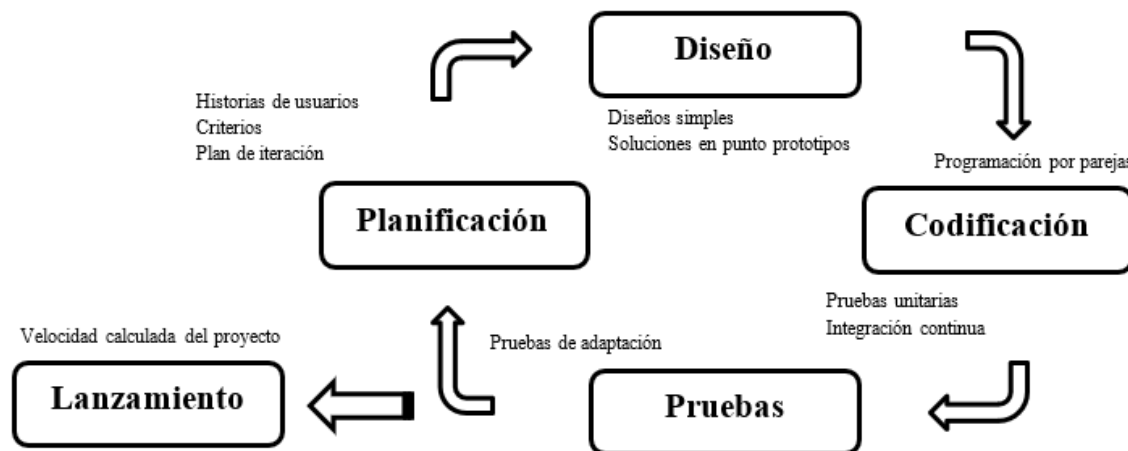 Diseño
Historias de usuarios
Criterios
Plan de iteración
Diseños simples
Soluciones en punto prototipos
Programación por parejas
Planificación
Codificación
Pruebas unitarias
Integración continua
Velocidad calculada del proyecto
Pruebas de adaptación
Lanzamiento
Pruebas